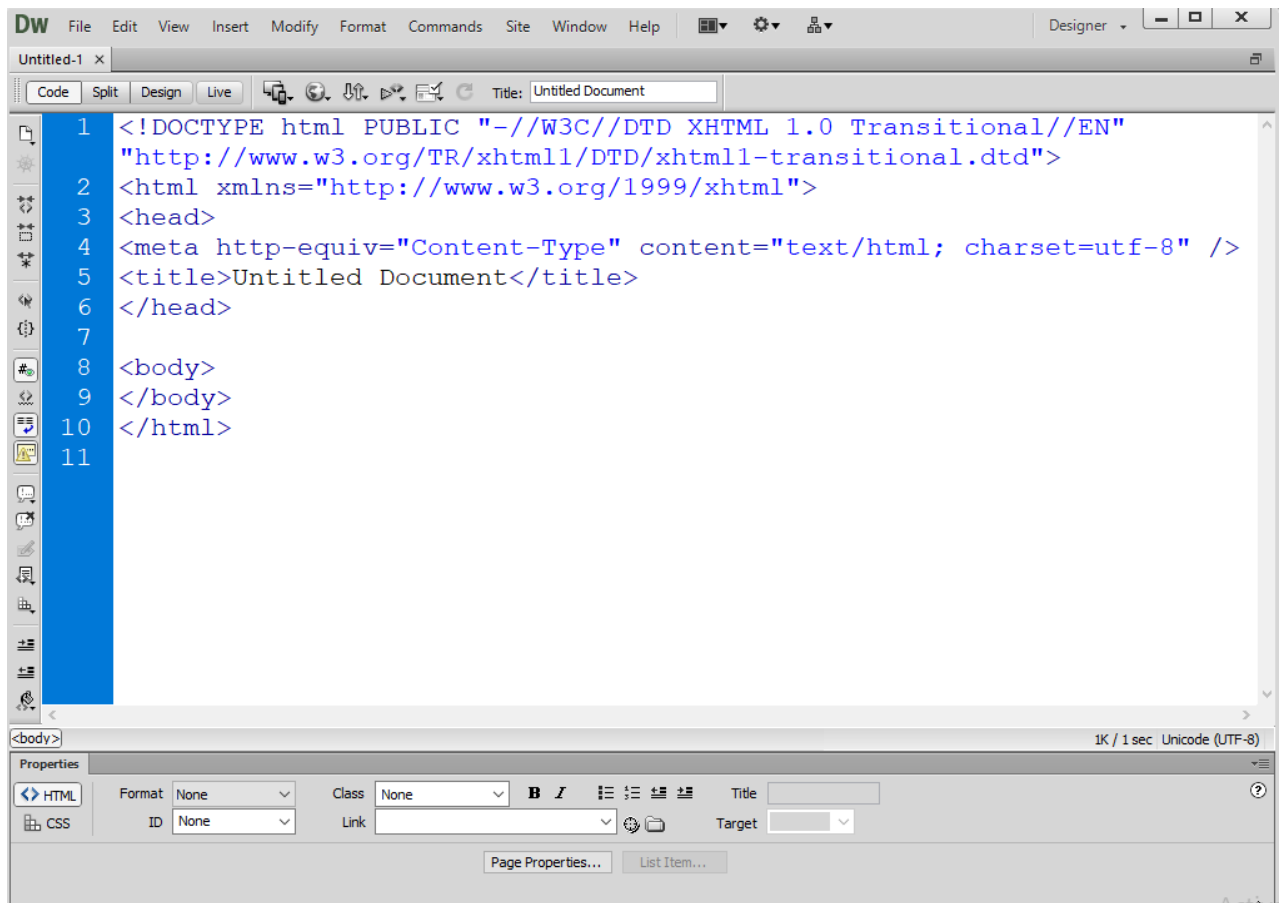 Dw File Edit View Insert Modify Format Commands Site Window Help Designer
Untitled-1
Code Split Design Live Title: Untitled Document
1 <!DOCTYPE html PUBLIC "-//W3C//DTD XHTML 1.0 Transitional//EN"
"http://www.w3.org/TR/xhtml1/DTD/xhtml1-transitional.dtd">
2 <html xmlns="http://www.w3.org/1999/xhtml">
3 <head>
4 <meta http-equiv="Content-Type" content="text/html; charset=utf-8" />
5 <title>Untitled Document</title>
6 </head>
7
8 <body>
9 </body>
10 </html>
11
<body> 1K / 1 sec Unicode (UTF-8)
Properties
<> HTML Format None Class None B I Title
CSS ID None Link Target
Page Properties... List Item...